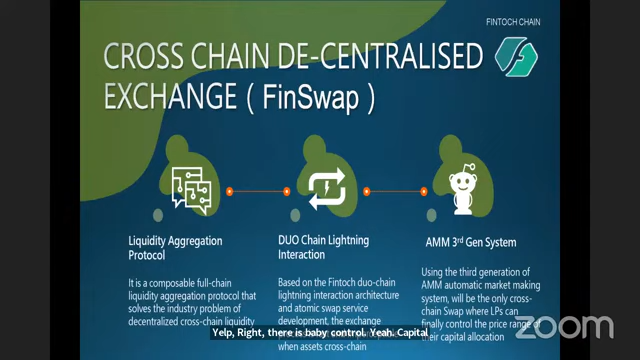 FINTOCH CHAIN
CROSS CHAIN DE-CENTRALISED
EXCHANGE ( FinSwap )
Liquidity Aggregation
Protocol
It is a composable full-chain
liquidity aggregation protocol that
solves the industry problem of
decentralized cross-chain liquidity
DUO Chain Lightning
Interaction
Based on the Fintoch duo-chain
lightning interaction architecture
and atomic swap service
development, the exchange
when assets cross-chain
AMM 3rd Gen System
Using the third generation of
AMM automatic market making
system, will be the only cross-
chain Swap where LPs can
finally control the price range of
their capital allocation
Yelp, Right, there is baby control. Yeah. Capital
zoom